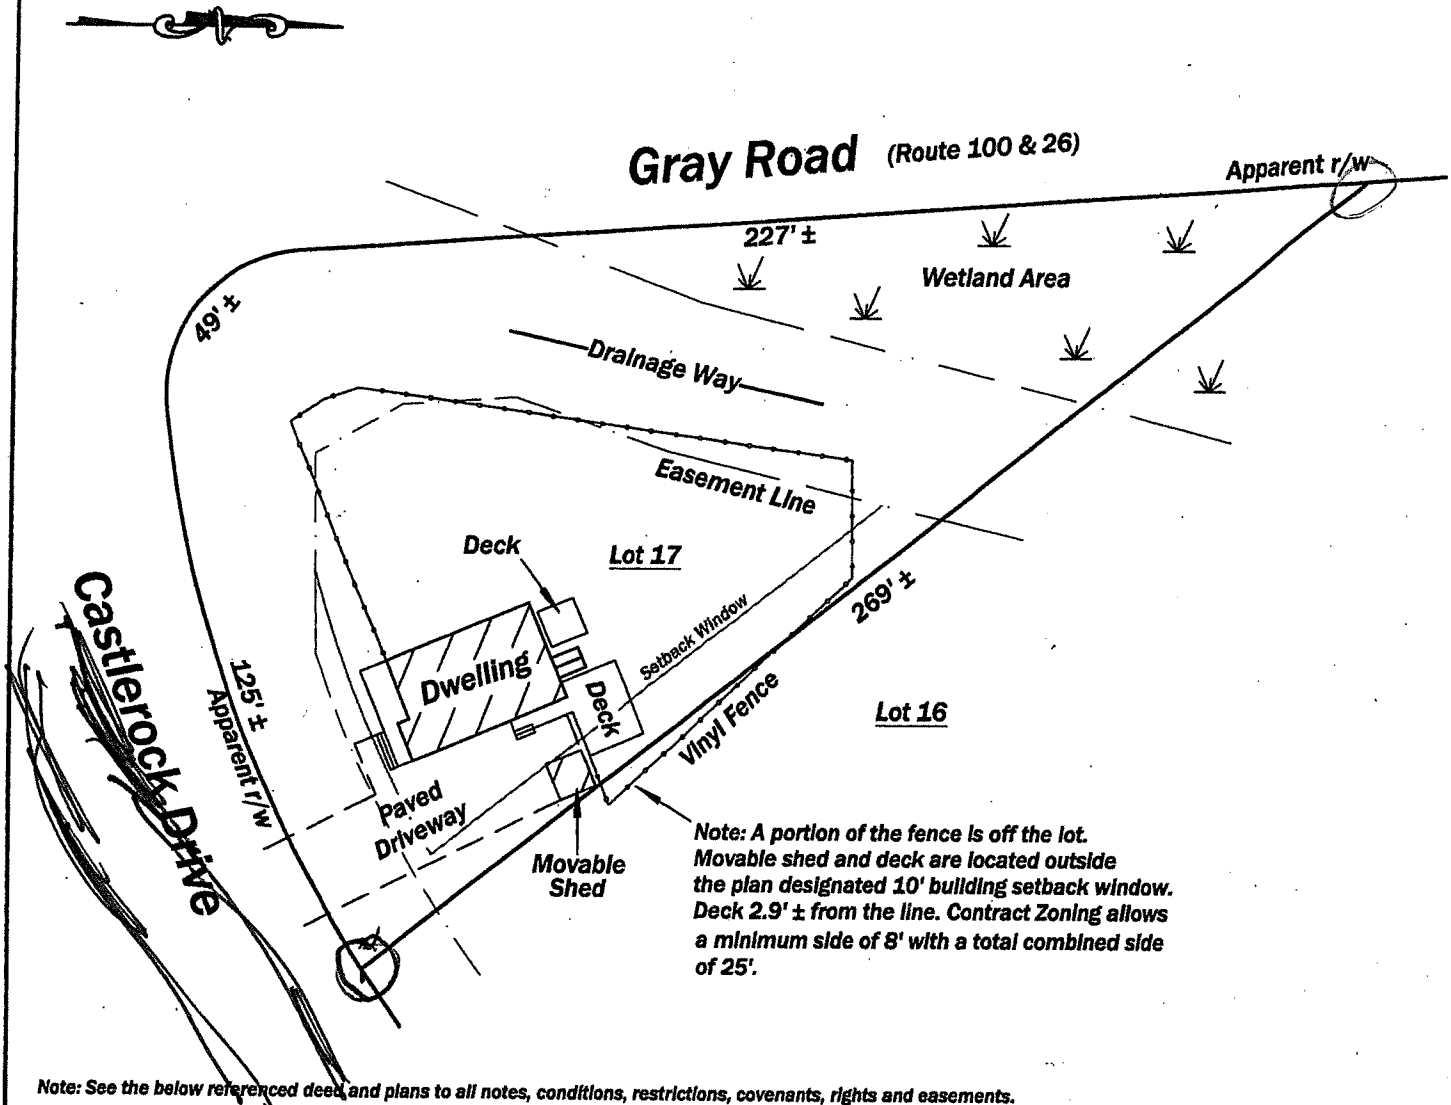 Gray Road (Route 100 & 26)
Apparent r/w
227' ±
Wetland Area
49' ±
Drainage Way
Easement Line
Deck
Lot 17
Setback Window
269' ±
Dwelling
Deck
Castlerock Drive
125' ±
Apparent r/w
Vinyl Fence
Lot 16
Paved
Driveway
Movable
Shed
Note: A portion of the fence is off the lot.
Movable shed and deck are located outside
the plan designated 10' building setback window.
Deck 2.9' ± from the line. Contract Zoning allows
a minimum side of 8' with a total combined side
of 25'.
Note: See the below referenced deed and plans to all notes, conditions, restrictions, covenants, rights and easements.